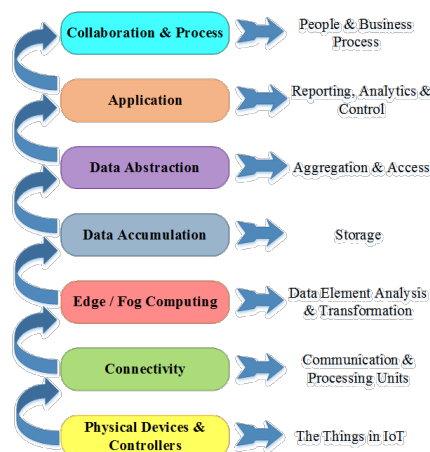 Collaboration & Process
People & Business
Process
Application
Reporting, Analytics &
Control
Data Abstraction
Aggregation & Access
Data Accumulation
Storage
Edge / Fog Computing
Data Element Analysis
& Transformation
Connectivity
Communication &
Processing Units
Physical Devices &
Controllers
The Things in IoT